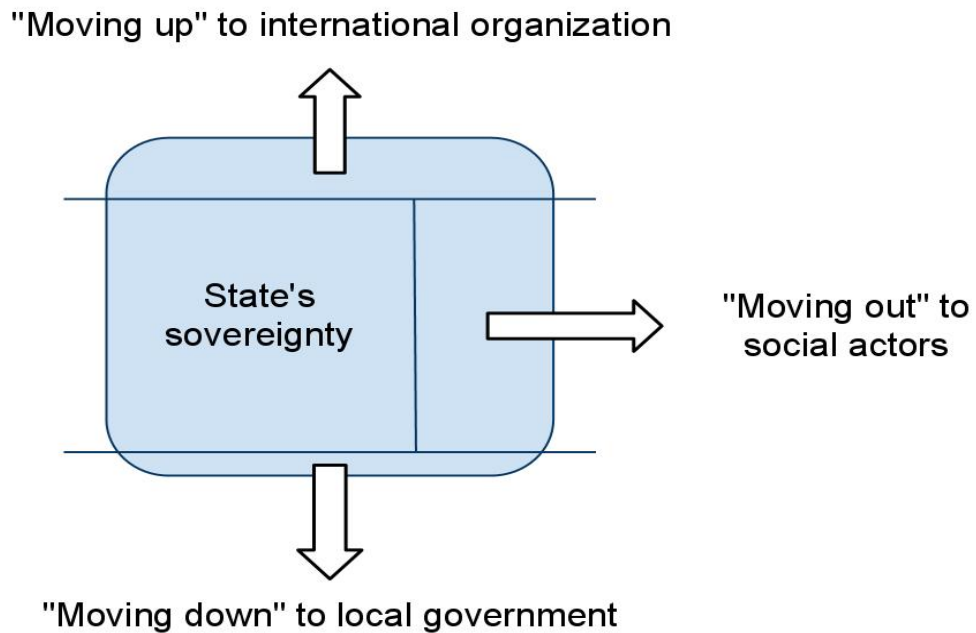 "Moving up" to international organization
State's
sovereignty
"Moving out" to
social actors
"Moving down" to local government